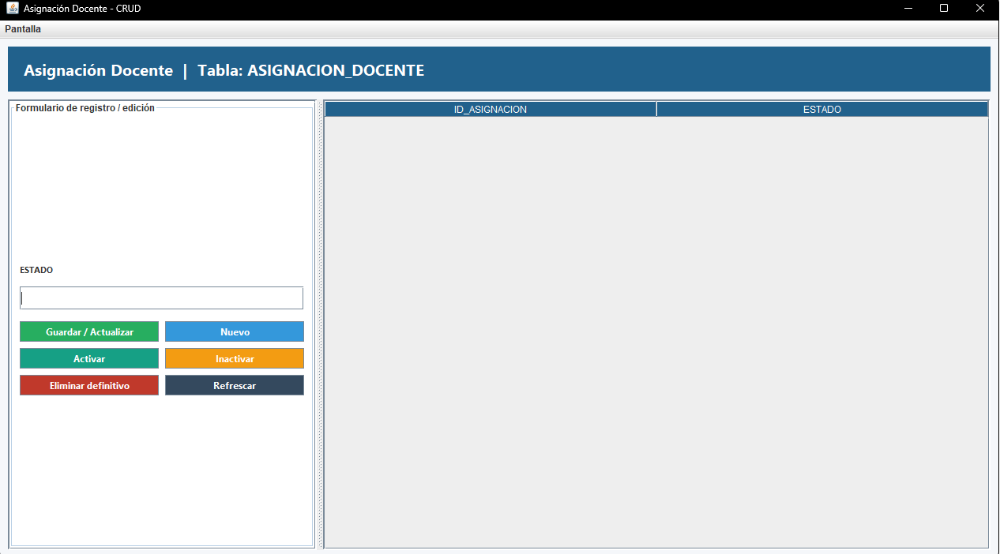 Asignación Docente - CRUD
Pantalla
Asignación Docente | Tabla: ASIGNACION_DOCENTE
Formulario de registro / edición
ID_ASIGNACION ESTADO
ESTADO
Guardar / Actualizar Nuevo
Activar Inactivar
Eliminar definitivo Refrescar